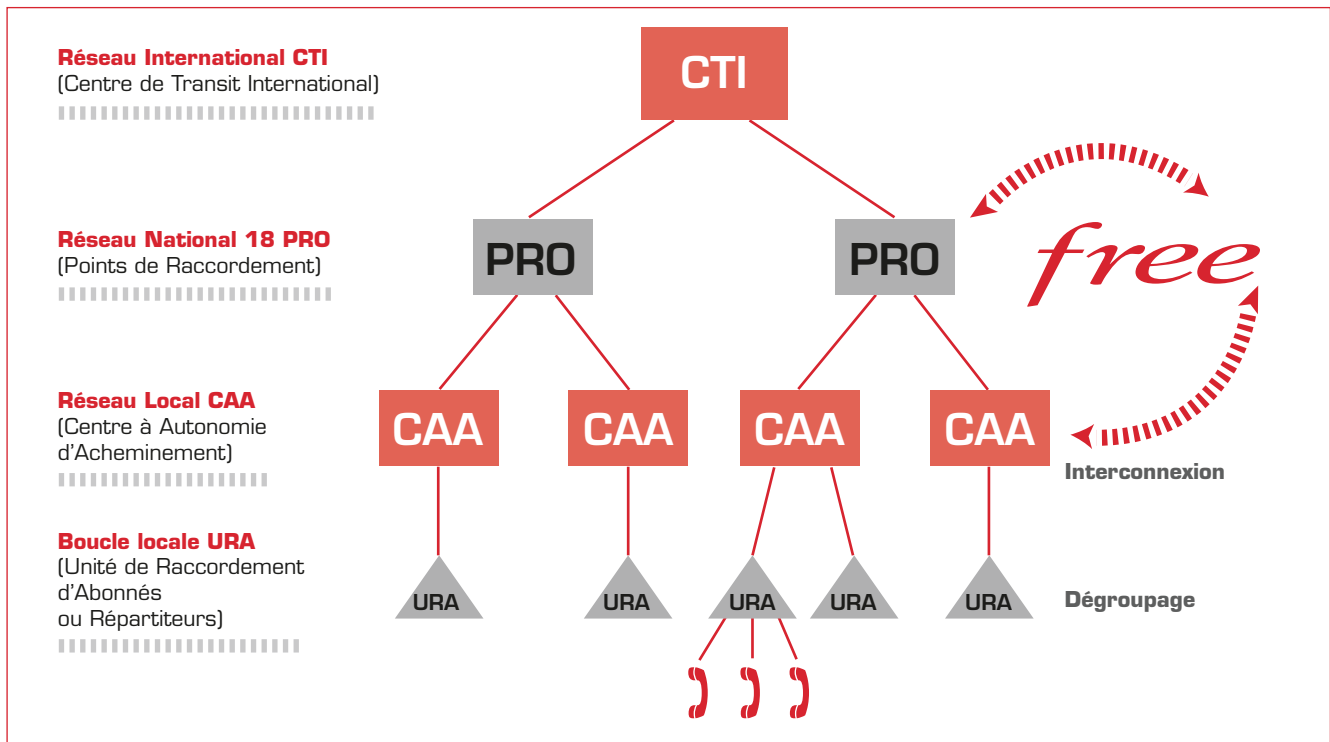 Réseau International CTI
(Centre de Transit International)
CTI
Réseau National 18 PRO
(Points de Raccordement)
PRO
PRO
free
Réseau Local CAA
(Centre à Autonomie
d'Acheminement)
CAA
CAA
CAA
CAA
Interconnexion
Boucle locale URA
(Unité de Raccordement
d'Abonnés
ou Répartiteurs)
URA
URA
URA
URA
URA
Dégroupage